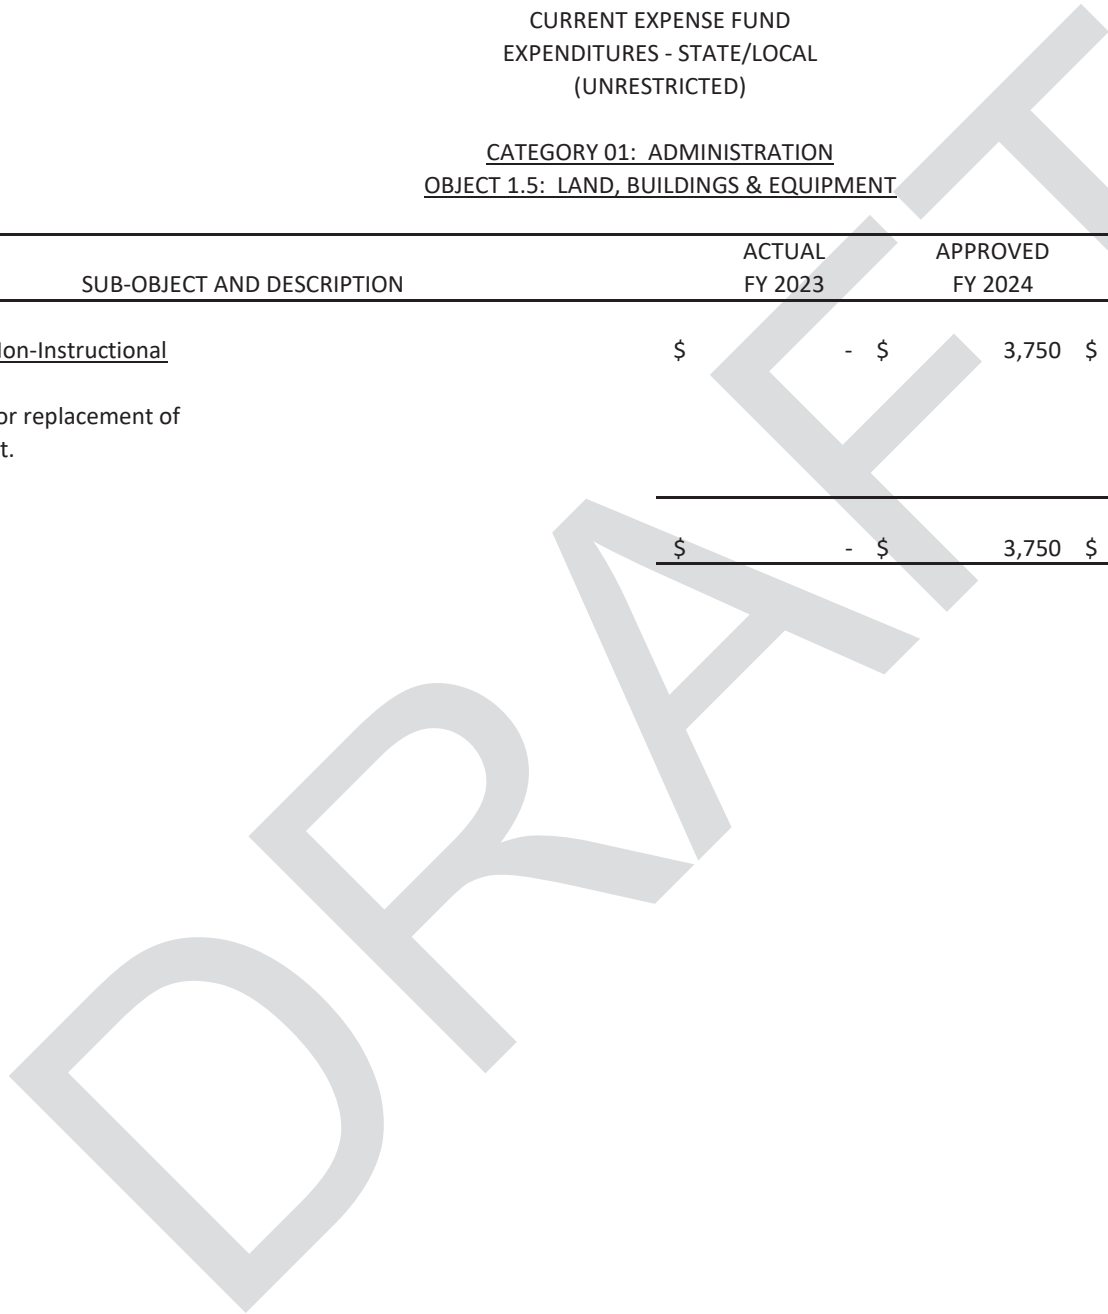 CURRENT EXPENSE FUND
EXPENDITURES - STATE/LOCAL
(UNRESTRICTED)
CATEGORY 01: ADMINISTRATION
OBJECT 1.5: LAND, BUILDINGS & EQUIPMENT
ACTUAL APPROVED
SUB-OBJECT AND DESCRIPTION FY 2023 FY 2024
on-Instructional $ - $ 3,750 $
or replacement of
t.
$ - $ 3,750 $
DRAFT